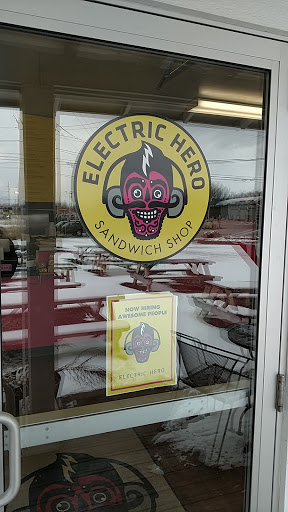 ELECTRIC HERO
SANDWICH SHOP
NOW HIRING
AWESOME PEOPLE
ELECTRIC HERO